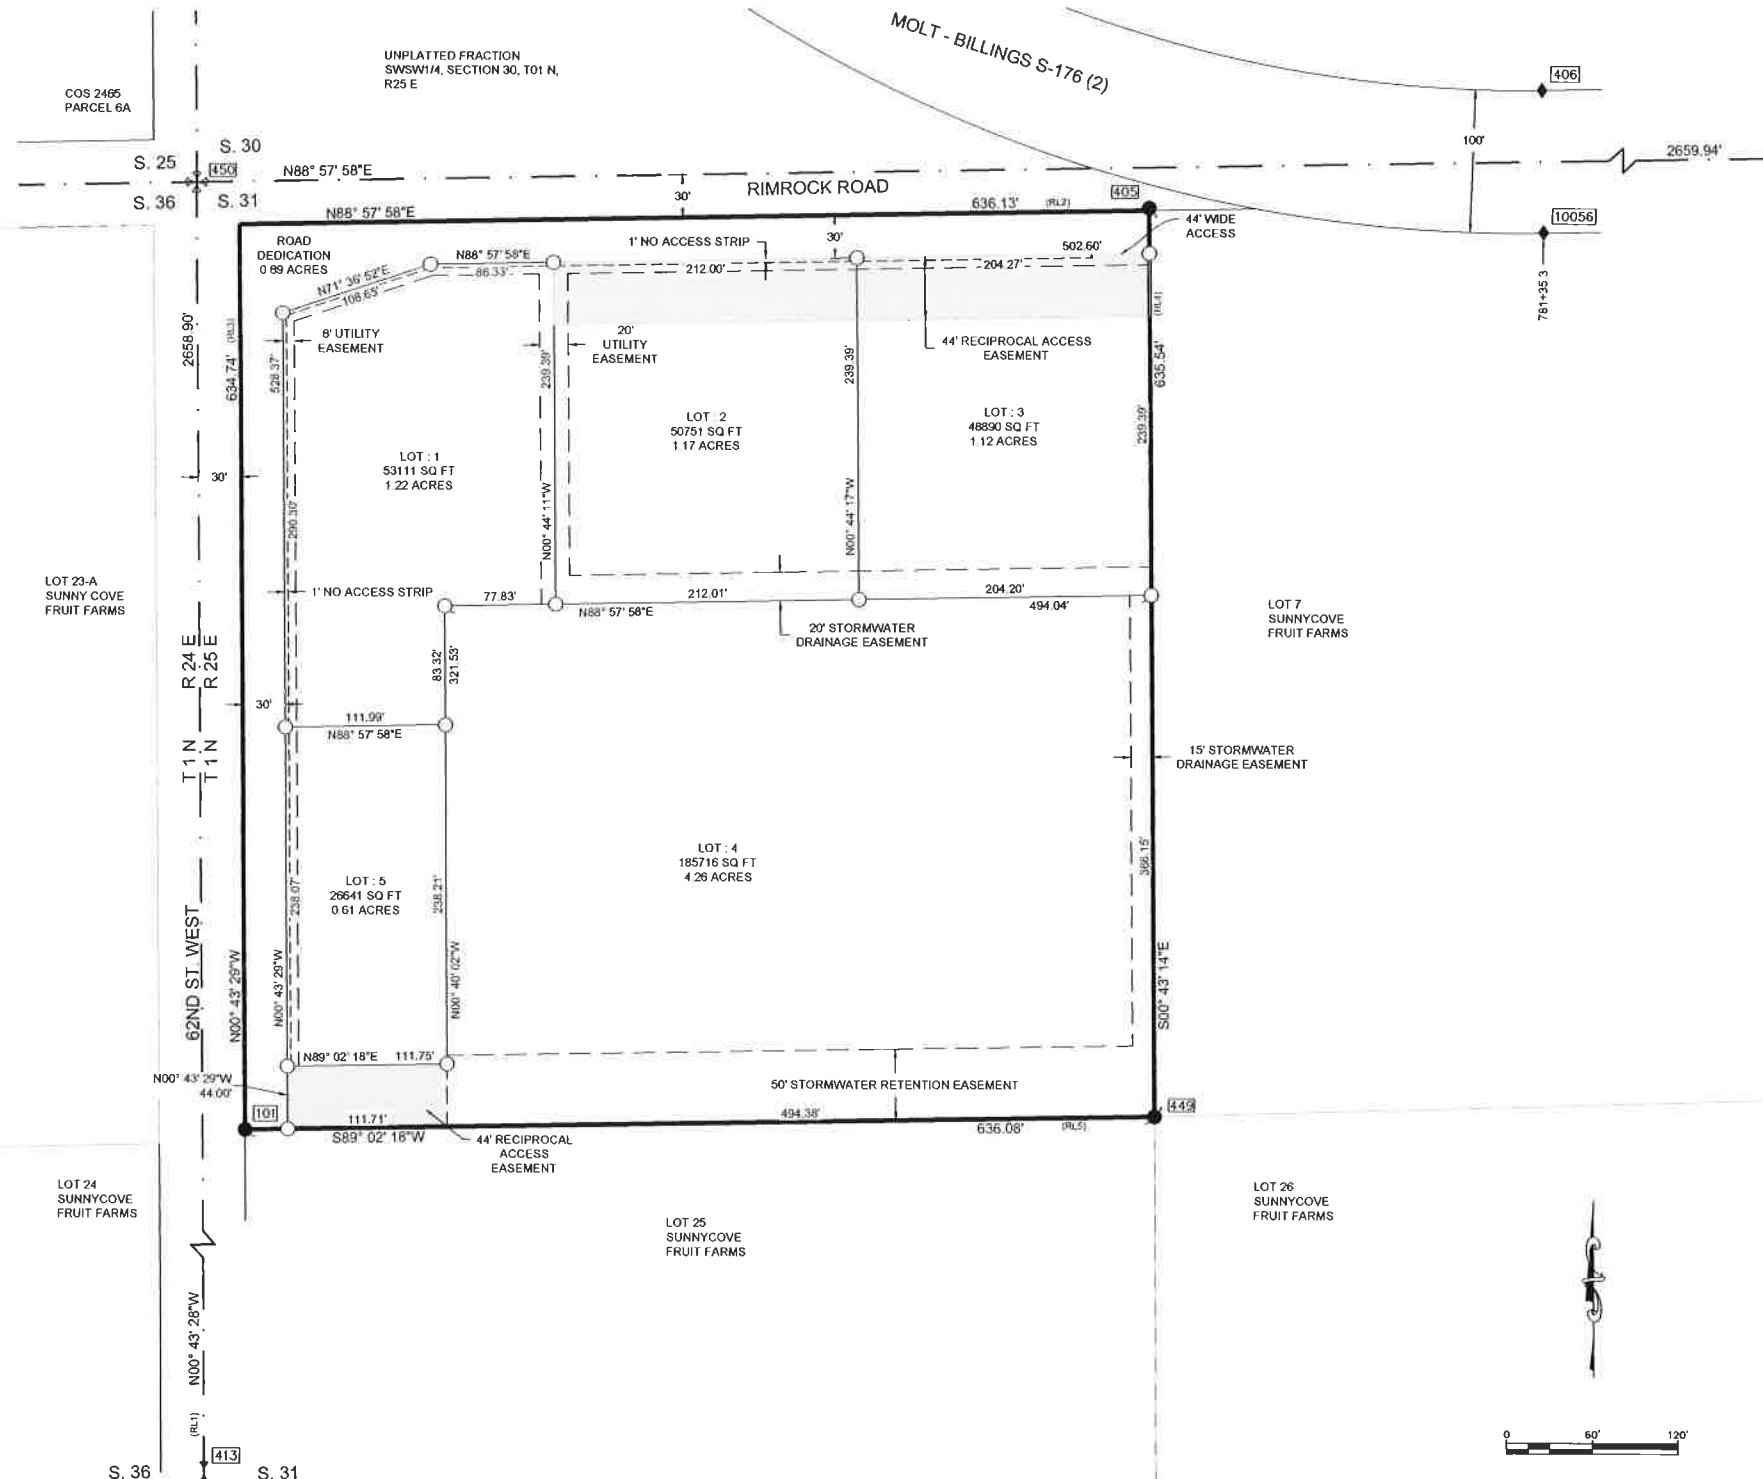 MOLT - BILLINGS S-176 (2)
UNPLATTED FRACTION
SWSW1/4, SECTION 30, T01 N,
R25 E
COS 2465
PARCEL 6A
406
100'
2659.94'
S. 30
S. 25
450
N88° 57' 58"E
S. 36
S. 31
RIMROCK ROAD
30'
405
N88° 57' 58"E
636.13'
(RL2)
10056
44' WIDE
ACCESS
ROAD
DEDICATION
0.89 ACRES
N88° 57' 58"E
86.33'
1' NO ACCESS STRIP
30'
502.60'
212.00'
204.27'
N71° 36' 52"E
108.65'
781+35.3
2658.90'
634.74'
(RL3)
528.37'
8' UTILITY
EASEMENT
239.39'
20'
UTILITY
EASEMENT
239.39'
44' RECIPROCAL ACCESS
EASEMENT
(RL4)
635.54'
239.39'
LOT : 1
53111 SQ FT
1.22 ACRES
LOT : 2
50751 SQ FT
1.17 ACRES
LOT : 3
48890 SQ FT
1.12 ACRES
30'
290.30'
N00° 44' 11"W
N00° 44' 17"W
LOT 23-A
SUNNY COVE
FRUIT FARMS
1' NO ACCESS STRIP
77.83'
212.01'
N88° 57' 58"E
204.20'
494.04'
LOT 7
SUNNYCOVE
FRUIT FARMS
20' STORMWATER
DRAINAGE EASEMENT
R 24 E
R 25 E
83.32'
321.53'
30'
111.99'
N88° 57' 58"E
T 1 N
T 1 N
15' STORMWATER
DRAINAGE EASEMENT
LOT : 4
185716 SQ FT
4.26 ACRES
366.15'
LOT : 5
26641 SQ FT
0.61 ACRES
238.07'
238.21'
62ND ST. WEST
N00° 43' 29"W
N00° 43' 29"W
N00° 40' 02"W
S00° 43' 14"E
N89° 02' 18"E
111.75'
N00° 43' 29"W
44.00'
50' STORMWATER RETENTION EASEMENT
101
111.71'
S89° 02' 18"W
494.38'
636.08'
(RL5)
449
44' RECIPROCAL
ACCESS
EASEMENT
LOT 24
SUNNYCOVE
FRUIT FARMS
LOT 25
SUNNYCOVE
FRUIT FARMS
LOT 26
SUNNYCOVE
FRUIT FARMS
N00° 43' 28"W
(RL1)
413
S. 36
S. 31
0
60'
120'